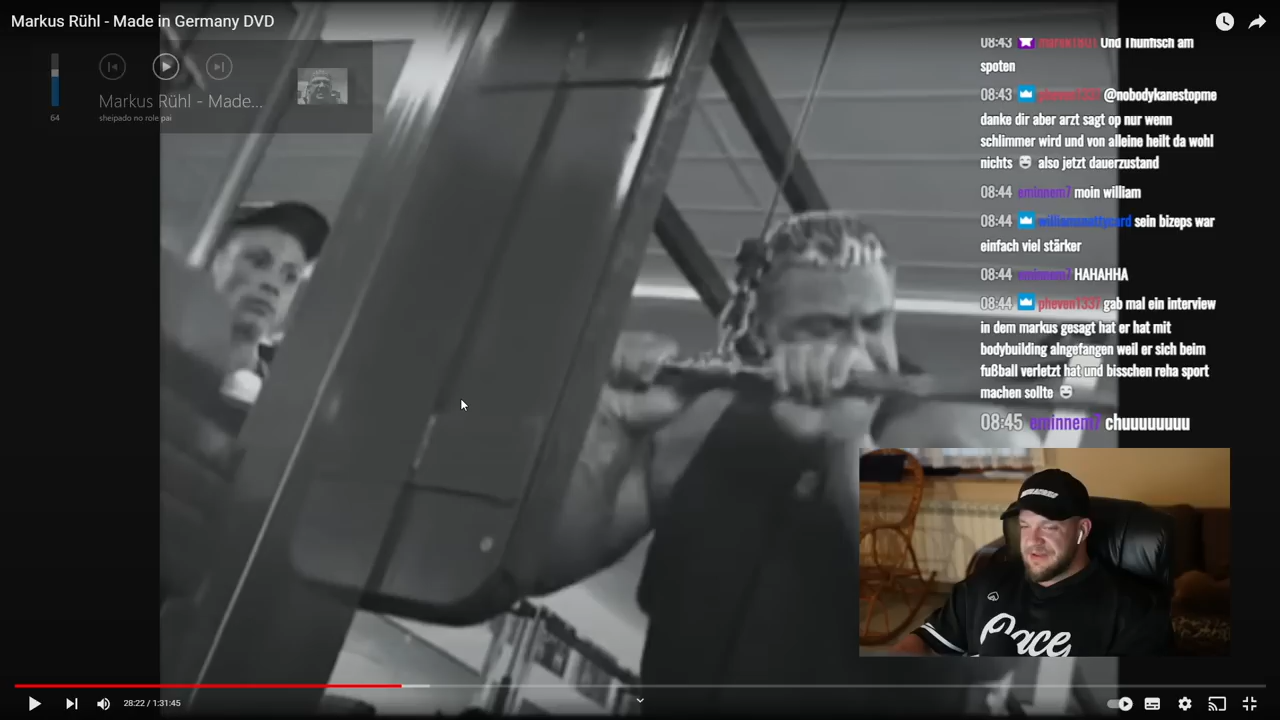 Markus Rühl - Made in Germany DVD
Markus Rühl - Made...
sheipado no role pai
64
08:43 Und Thunfisch am
spoten
08:43 pheven1337 @nobodykanestopme
danke dir aber arzt sagt op nur wenn
schlimmer wird und von alleine heilt da wohl
nichts also jetzt dauerzustand
08:44 eminnem7 moin william
08:44 sein bizeps war
einfach viel stärker
08:44 eminnem7 HAHAHHA
08:44 pheven1337 gab mal ein interview
in dem markus gesagt hat er hat mit
bodybuilding alngefangen weil er sich beim
fußball verletzt hat und bisschen reha sport
machen sollte
08:45 eminnem7 chuuuuuuuu
Pace
28:22 / 1:31:45